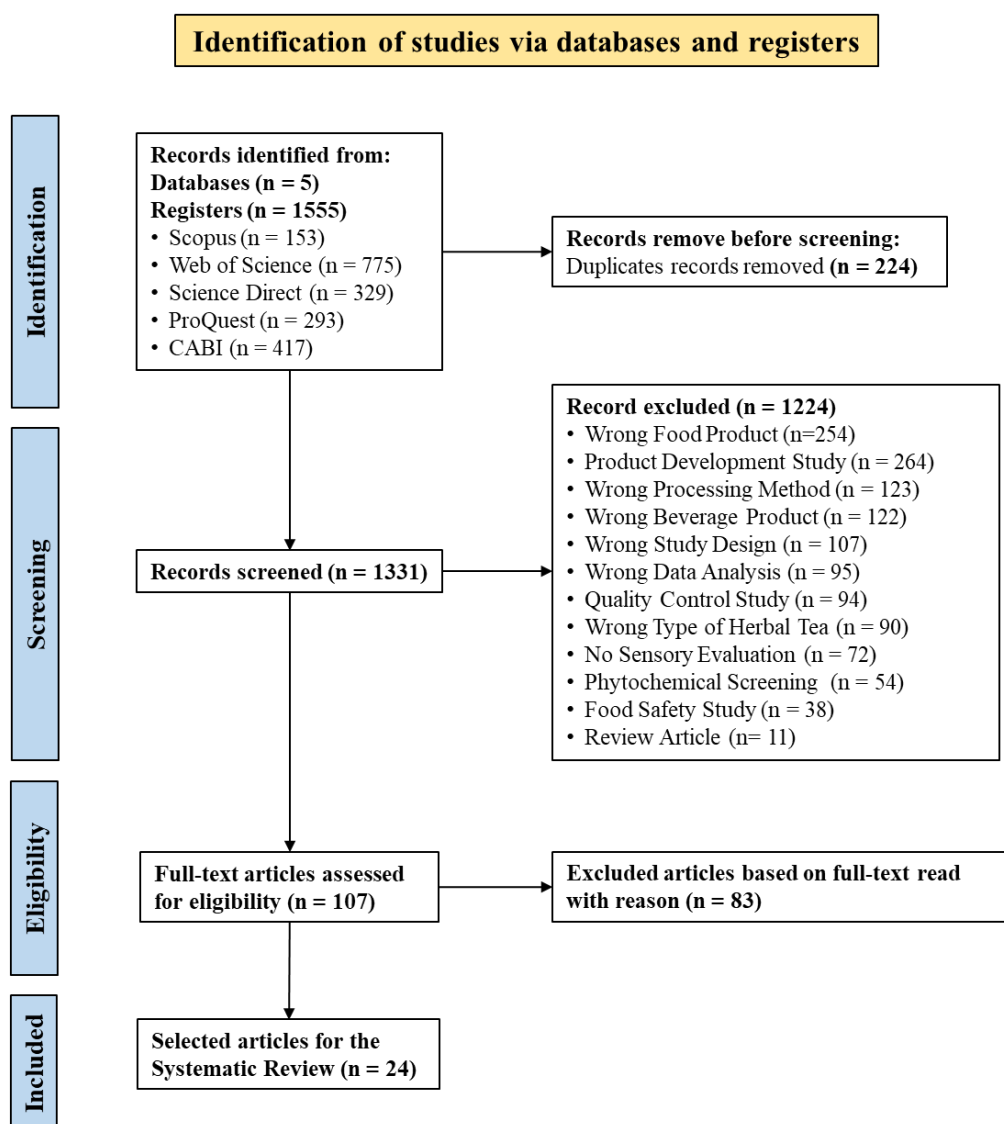 Identification of studies via databases and registers
Identification
Records identified from:
Databases (n = 5)
Registers (n = 1555)
• Scopus (n = 153)
• Web of Science (n = 775)
• Science Direct (n = 329)
• ProQuest (n = 293)
• CABI (n = 417)
Records remove before screening:
Duplicates records removed (n = 224)
Screening
Records screened (n = 1331)
Record excluded (n = 1224)
• Wrong Food Product (n=254)
• Product Development Study (n = 264)
• Wrong Processing Method (n = 123)
• Wrong Beverage Product (n = 122)
• Wrong Study Design (n = 107)
• Wrong Data Analysis (n = 95)
• Quality Control Study (n = 94)
• Wrong Type of Herbal Tea (n = 90)
• No Sensory Evaluation (n = 72)
• Phytochemical Screening (n = 54)
• Food Safety Study (n = 38)
• Review Article (n= 11)
Eligibility
Full-text articles assessed
for eligibility (n = 107)
Excluded articles based on full-text read
with reason (n = 83)
Included
Selected articles for the
Systematic Review (n = 24)